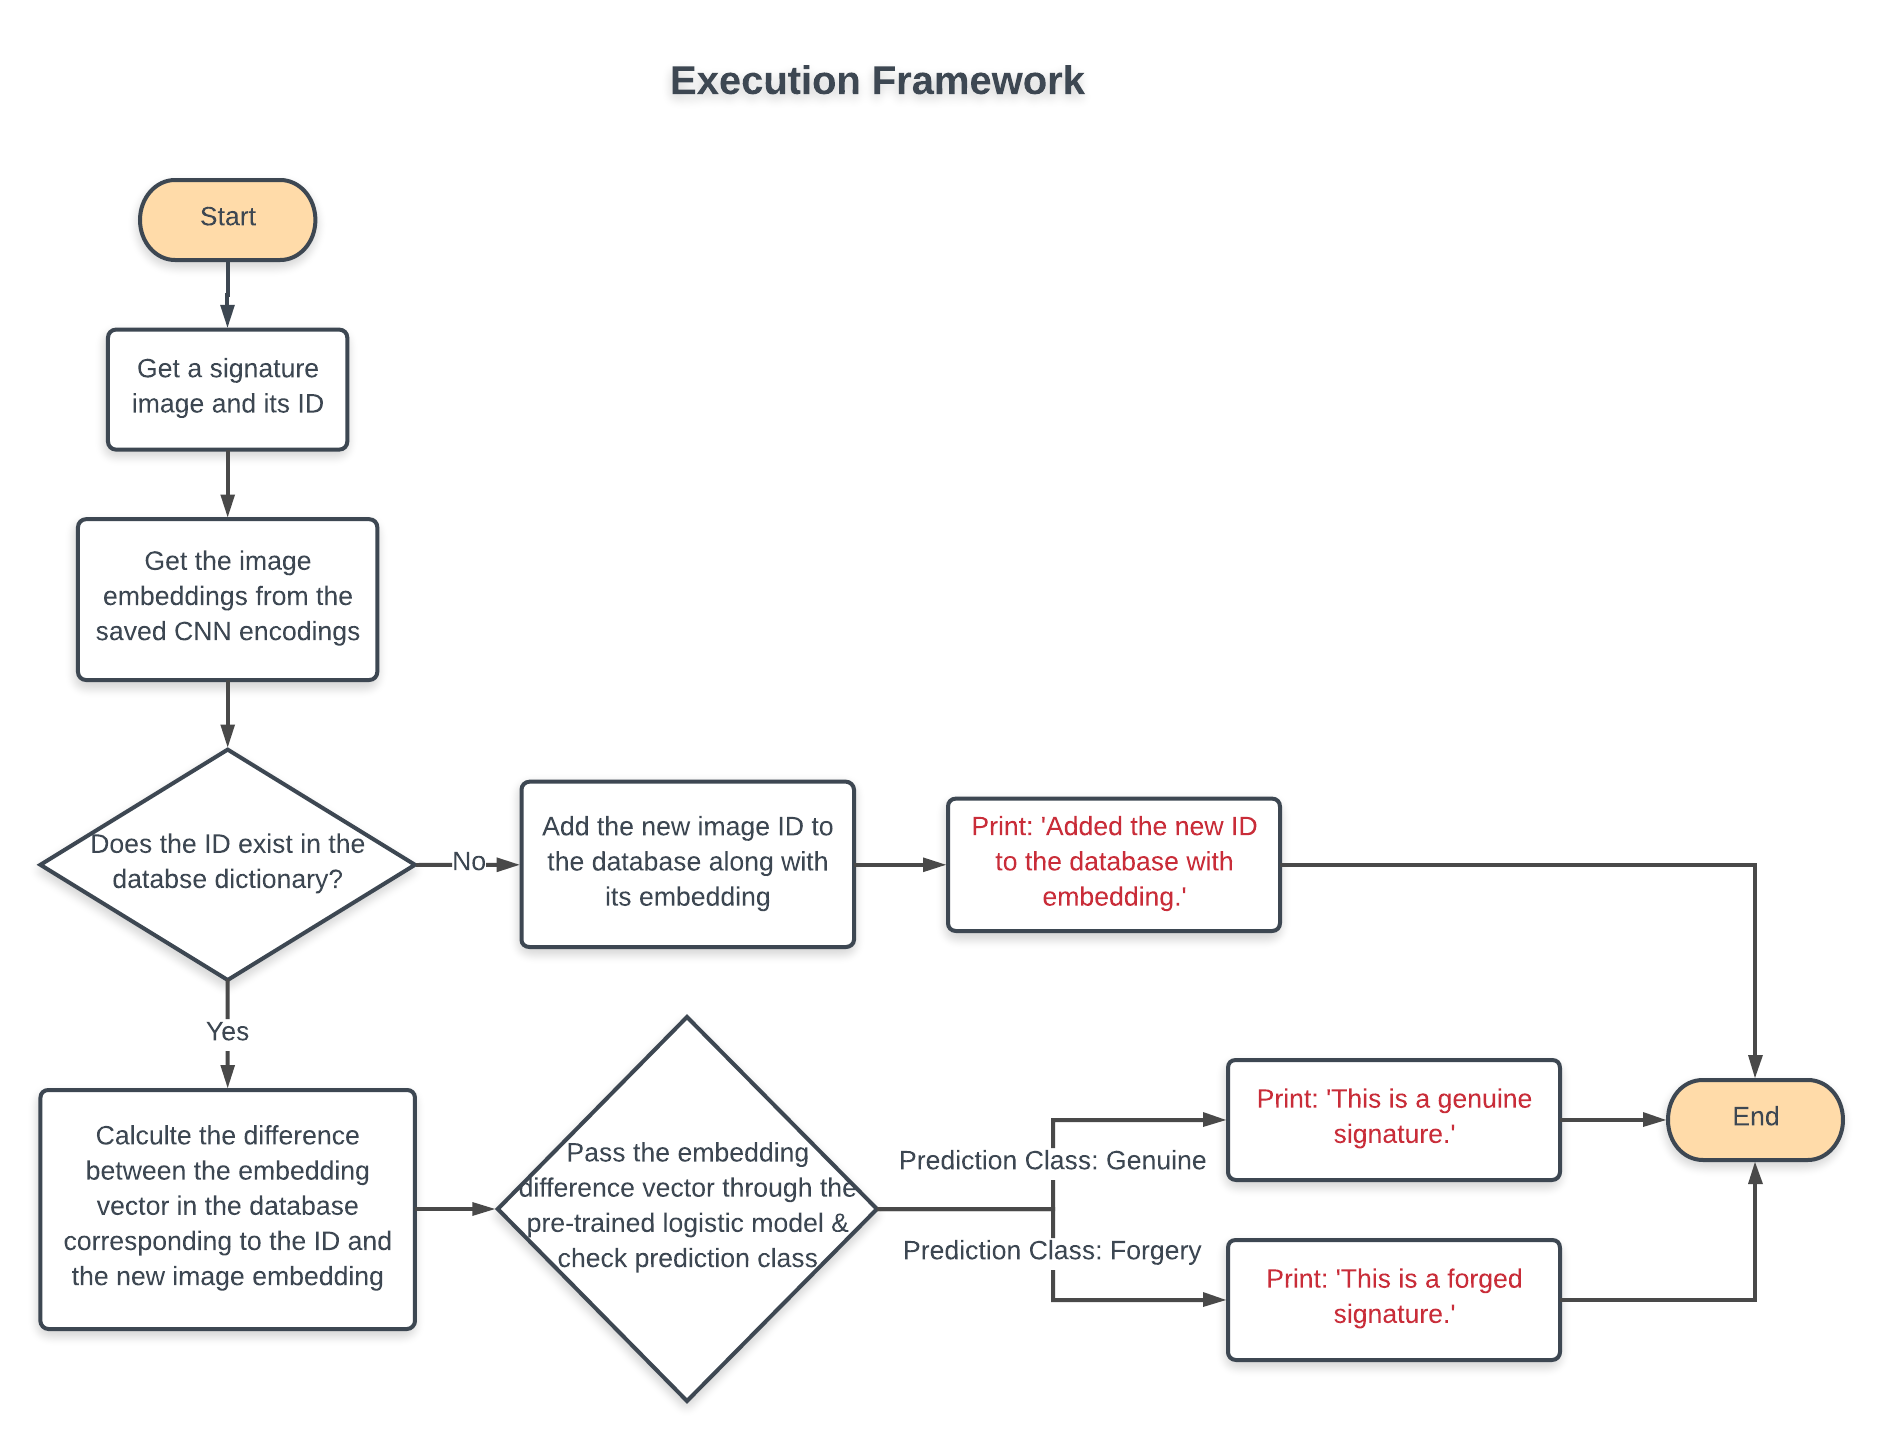 Execution Framework
Start
Get a signature
image and its ID
Get the image
embeddings from the
saved CNN encodings
Does the ID exist in the
databse dictionary?
No
Add the new image ID to
the database along with
its embedding
Print: 'Added the new ID
to the database with
embedding.'
Yes
Calculte the difference
between the embedding
vector in the database
corresponding to the ID and
the new image embedding
Pass the embedding
difference vector through the
pre-trained logistic model &
check prediction class
Prediction Class: Genuine
Prediction Class: Forgery
Print: 'This is a genuine
signature.'
Print: 'This is a forged
signature.'
End